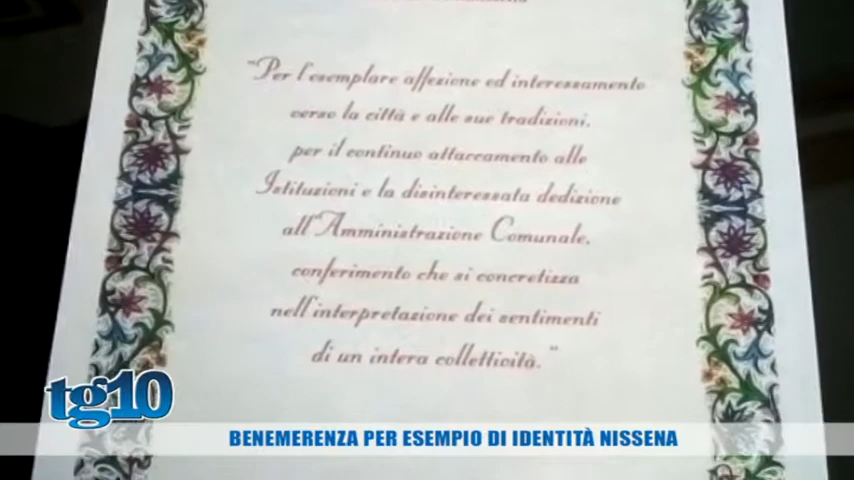 "Per l'esemplare affezione ed interessamento
verso la città e alle sue tradizioni,
per il continuo attaccamento alle
Istituzioni e la disinteressata dedizione
all'Amministrazione Comunale,
conferimento che si concretizza
nell'interpretazione dei sentimenti
di un intera collettività."
tg10
BENEMERENZA PER ESEMPIO DI IDENTITÀ NISSENA